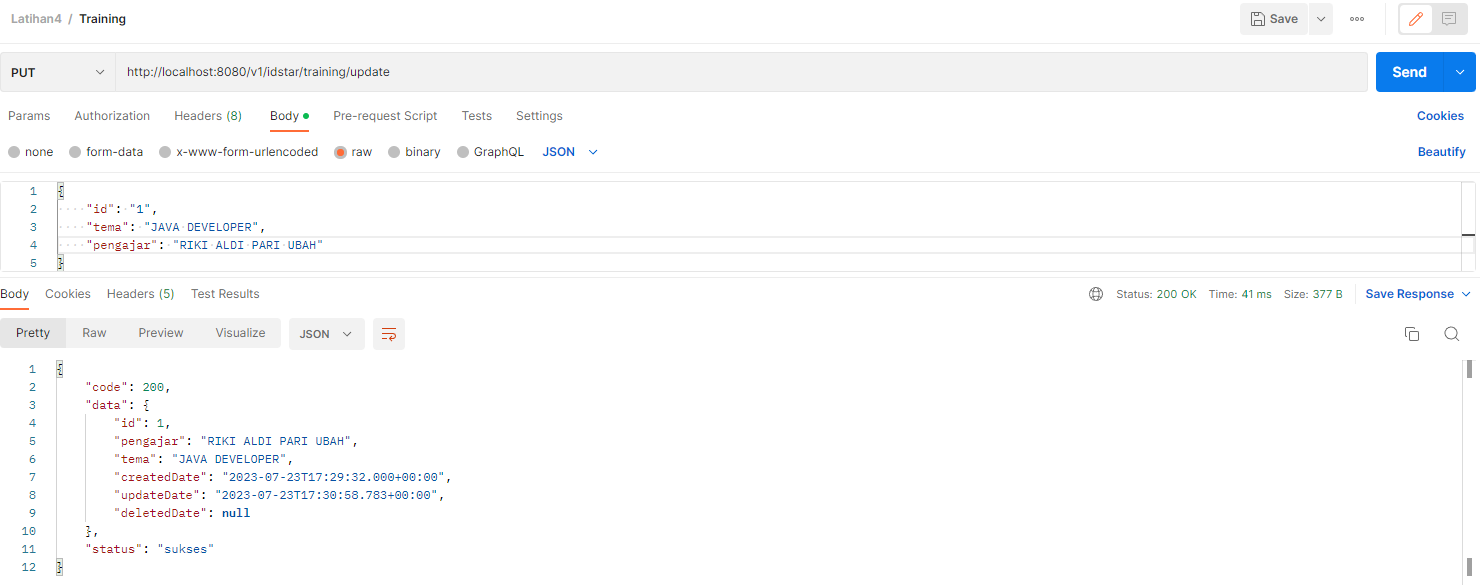 Latihan4 / Training
Save
PUT http://localhost:8080/v1/idstar/training/update Send
Params Authorization Headers (8) Body Pre-request Script Tests Settings Cookies
none form-data x-www-form-urlencoded raw binary GraphQL JSON Beautify
1 {
2 "id": "1",
3 "tema": "JAVA DEVELOPER",
4 "pengajar": "RIKI ALDI PARI UBAH"
5 }
Body Cookies Headers (5) Test Results Status: 200 OK Time: 41 ms Size: 377 B Save Response
Pretty Raw Preview Visualize JSON
1 {
2 "code": 200,
3 "data": {
4 "id": 1,
5 "pengajar": "RIKI ALDI PARI UBAH",
6 "tema": "JAVA DEVELOPER",
7 "createdDate": "2023-07-23T17:29:32.000+00:00",
8 "updateDate": "2023-07-23T17:30:58.783+00:00",
9 "deletedDate": null
10 },
11 "status": "sukses"
12 }